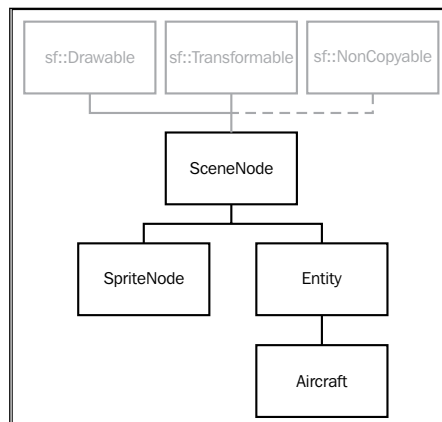 sf::Drawable
sf::Transformable
sf::NonCopyable
SceneNode
SpriteNode
Entity
Aircraft